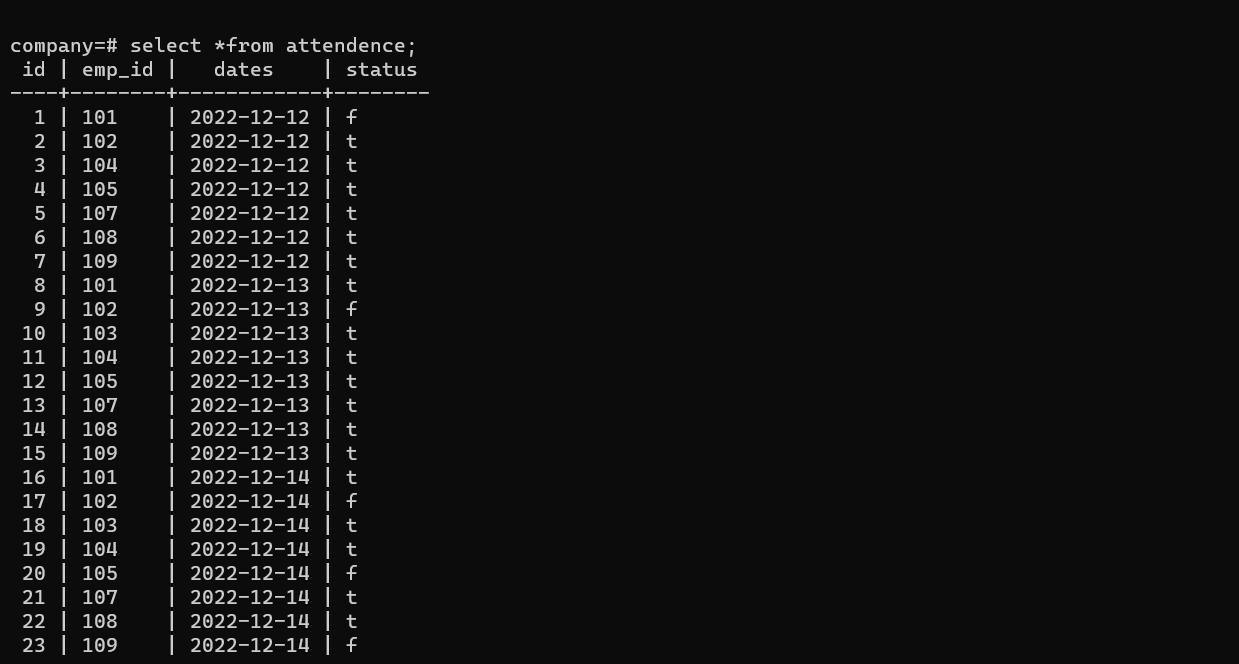 company=# select *from attendence;
 id | emp_id |   dates    | status
----+--------+------------+--------
  1 | 101    | 2022-12-12 | f
  2 | 102    | 2022-12-12 | t
  3 | 104    | 2022-12-12 | t
  4 | 105    | 2022-12-12 | t
  5 | 107    | 2022-12-12 | t
  6 | 108    | 2022-12-12 | t
  7 | 109    | 2022-12-12 | t
  8 | 101    | 2022-12-13 | t
  9 | 102    | 2022-12-13 | f
 10 | 103    | 2022-12-13 | t
 11 | 104    | 2022-12-13 | t
 12 | 105    | 2022-12-13 | t
 13 | 107    | 2022-12-13 | t
 14 | 108    | 2022-12-13 | t
 15 | 109    | 2022-12-13 | t
 16 | 101    | 2022-12-14 | t
 17 | 102    | 2022-12-14 | f
 18 | 103    | 2022-12-14 | t
 19 | 104    | 2022-12-14 | t
 20 | 105    | 2022-12-14 | f
 21 | 107    | 2022-12-14 | t
 22 | 108    | 2022-12-14 | t
 23 | 109    | 2022-12-14 | f